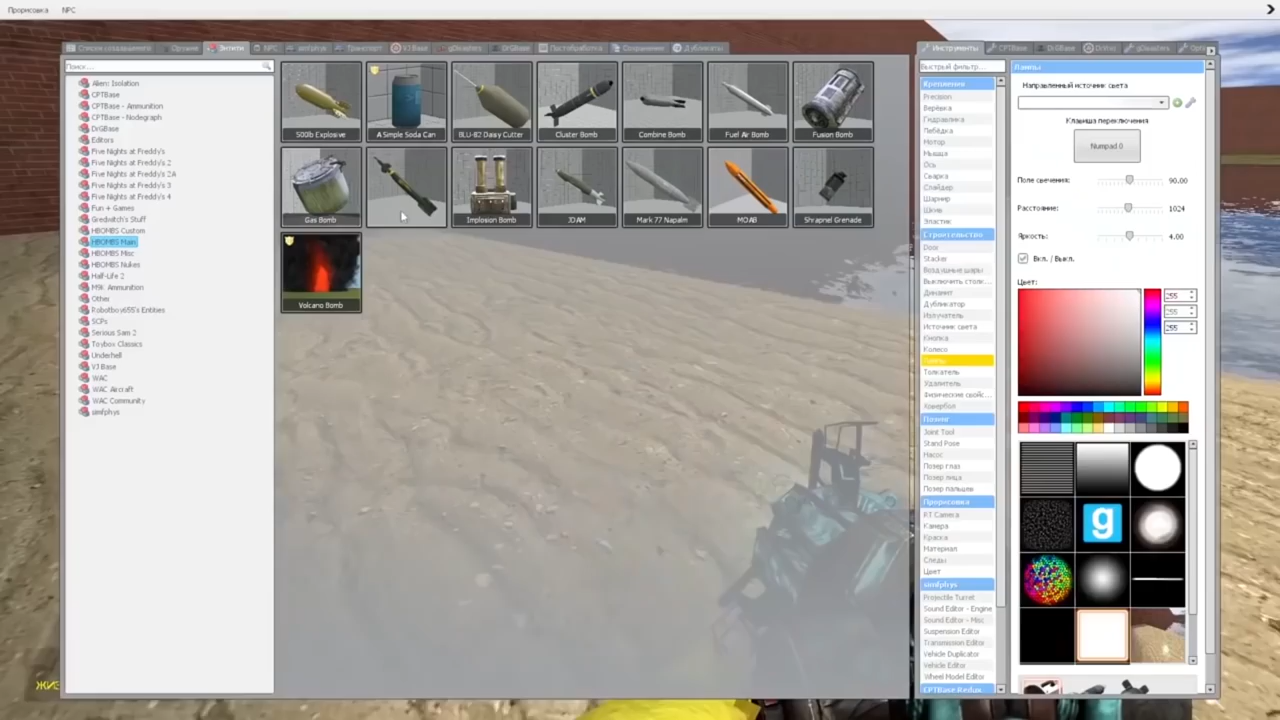 Прорисовка NPC
Оружие
Энтити
NPC
simfphys
Транспорт
VJ Base
gDisasters
DrGBase
Постобработка
Сохранения
Дубликаты
Инструменты
CPTBase
DrGBase
gDisasters
Поиск...
Alien: Isolation
CPTBase
CPTBase - Ammunition
CPTBase - Nodegraph
DrGBase
Editors
Five Nights at Freddy's
Five Nights at Freddy's 2
Five Nights at Freddy's 2A
Five Nights at Freddy's 3
Five Nights at Freddy's 4
Fun + Games
Gredwitch's Stuff
HBOMBS Custom
HBOMBS Main
HBOMBS Misc
HBOMBS Nukes
Half-Life 2
M9K Ammunition
Other
Robotboy655's Entities
SCPs
Serious Sam 2
Toybox Classics
Underhell
VJ Base
WAC
WAC Aircraft
WAC Community
simfphys
500lb Explosive
A Simple Soda Can
BLU-82 Daisy Cutter
Cluster Bomb
Combine Bomb
Fuel Air Bomb
Fusion Bomb
Gas Bomb
Implosion Bomb
JDAM
Mark 77 Napalm
MOAB
Shrapnel Grenade
Volcano Bomb
Быстрый фильтр...
Крепления
Precision
Верёвка
Гидравлика
Лебёдка
Мотор
Мышца
Ось
Сварка
Слайдер
Шарнир
Шкив
Эластик
Строительство
Door
Stacker
Воздушные шары
Выключить столк...
Динамит
Дубликатор
Излучатель
Источник света
Кнопка
Колесо
Лампы
Толкатель
Удалитель
Физические свойс...
Ховербол
Позинг
Joint Tool
Stand Pose
Насос
Позер глаз
Позер лица
Позер пальцев
Прорисовка
RT Camera
Камера
Краска
Материал
Следы
Цвет
simfphys
Projectile Turret
Sound Editor - Engine
Sound Editor - Misc
Suspension Editor
Transmission Editor
Vehicle Duplicator
Vehicle Editor
Wheel Model Editor
CPTBase Redux
Лампы
Направленный источник света
Клавиша переключения
Numpad 0
Поле свечения: 90.00
Расстояние: 1024
Яркость: 4.00
Вкл. / Выкл.
Цвет:
255
255
255
g